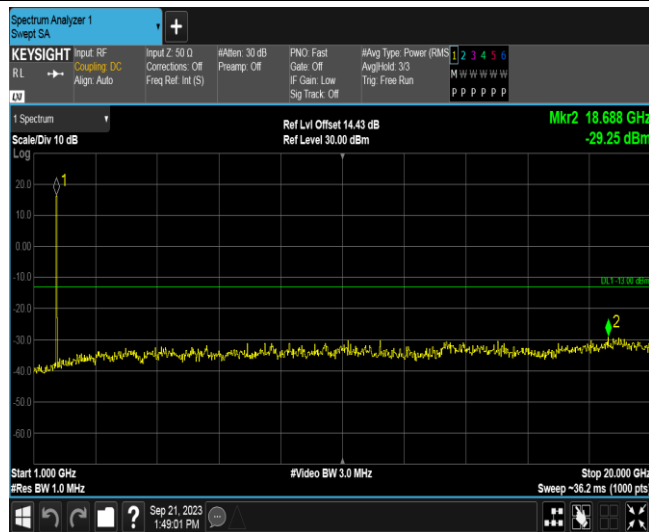 Spectrum Analyzer 1
Swept SA
+
KEYSIGHT
RL
LXI
Input: RF
Coupling: DC
Align: Auto
Input Z: 50 Ω
Corrections: Off
Freq Ref: Int (S)
#Atten: 30 dB
Preamp: Off
PNO: Fast
Gate: Off
IF Gain: Low
Sig Track: Off
#Avg Type: Power (RMS
Avg|Hold: 3/3
Trig: Free Run
1 2 3 4 5 6
M W W W W W
P P P P P P
1 Spectrum
Scale/Div 10 dB
Log
Ref Lvl Offset 14.43 dB
Ref Level 30.00 dBm
Mkr2 18.688 GHz
-29.25 dBm
20.0
10.0
0.00
-10.0
-20.0
-30.0
-40.0
-50.0
-60.0
1
DL1 -13.00 dBm
2
Start 1.000 GHz
#Res BW 1.0 MHz
#Video BW 3.0 MHz
Stop 20.000 GHz
Sweep ~36.2 ms (1000 pts)
?
Sep 21, 2023
1:49:01 PM